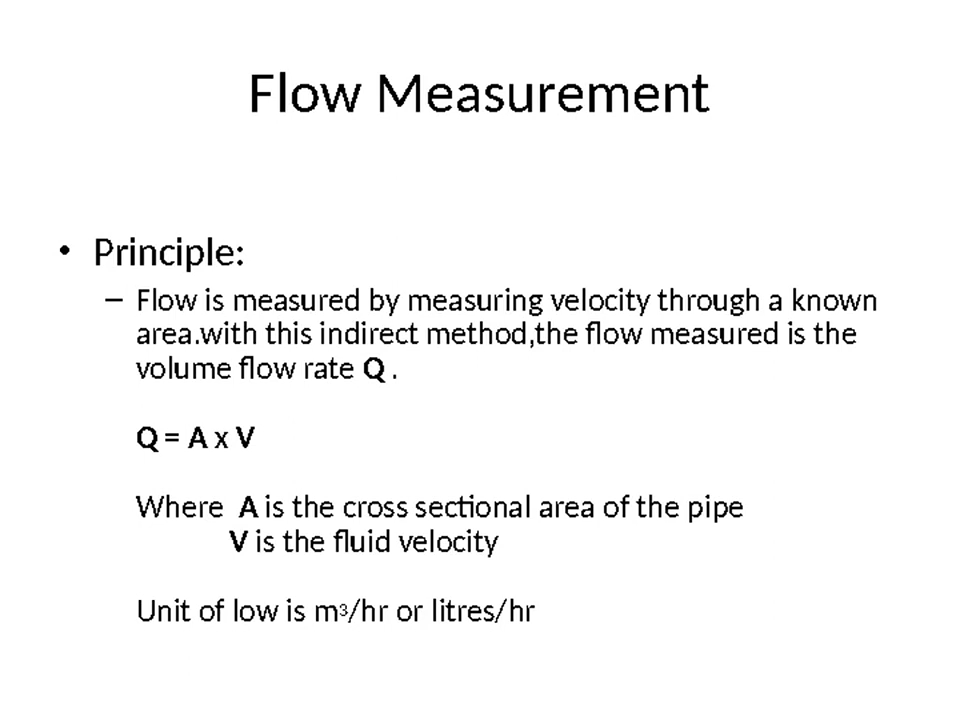 Flow Measurement
• Principle:
– Flow is measured by measuring velocity through a known
area.with this indirect method,the flow measured is the
volume flow rate Q .
Q = A x V
Where A is the cross sectional area of the pipe
V is the fluid velocity
Unit of low is m³/hr or litres/hr